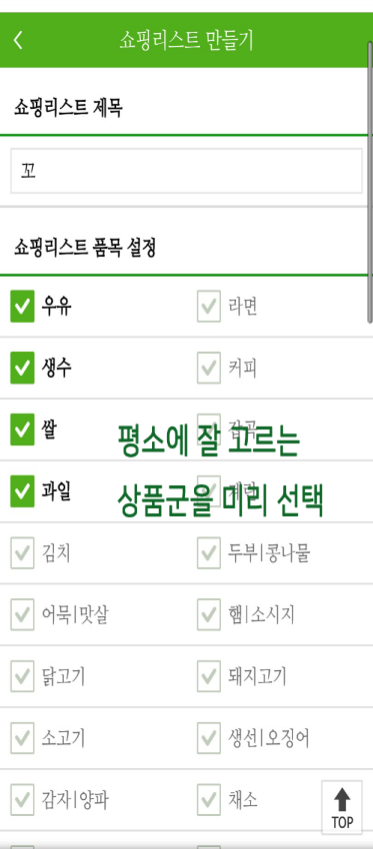 쇼핑리스트 만들기
쇼핑리스트 제목
꼬
쇼핑리스트 품목 설정
우유 라면
생수 커피
쌀 잡곡
평소에 잘 고르는
과일 계란
상품군을 미리 선택
김치 두부|콩나물
어묵|맛살 햄|소시지
닭고기 돼지고기
소고기 생선|오징어
감자|양파 채소
TOP